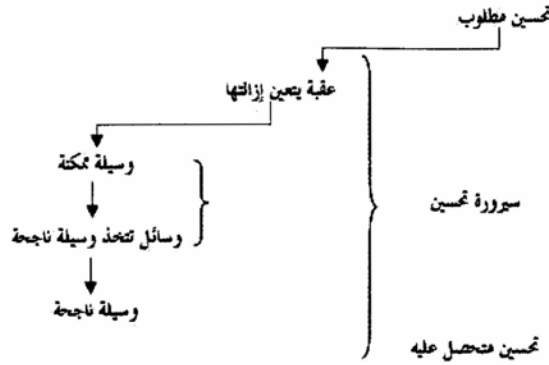 تحسين مطلوب
عقبة يتعين إزالتها
وسيلة ممكنة
سيرورة تحسين
وسائل تتخذ وسيلة ناجحة
وسيلة ناجحة
تحسين متحصل عليه